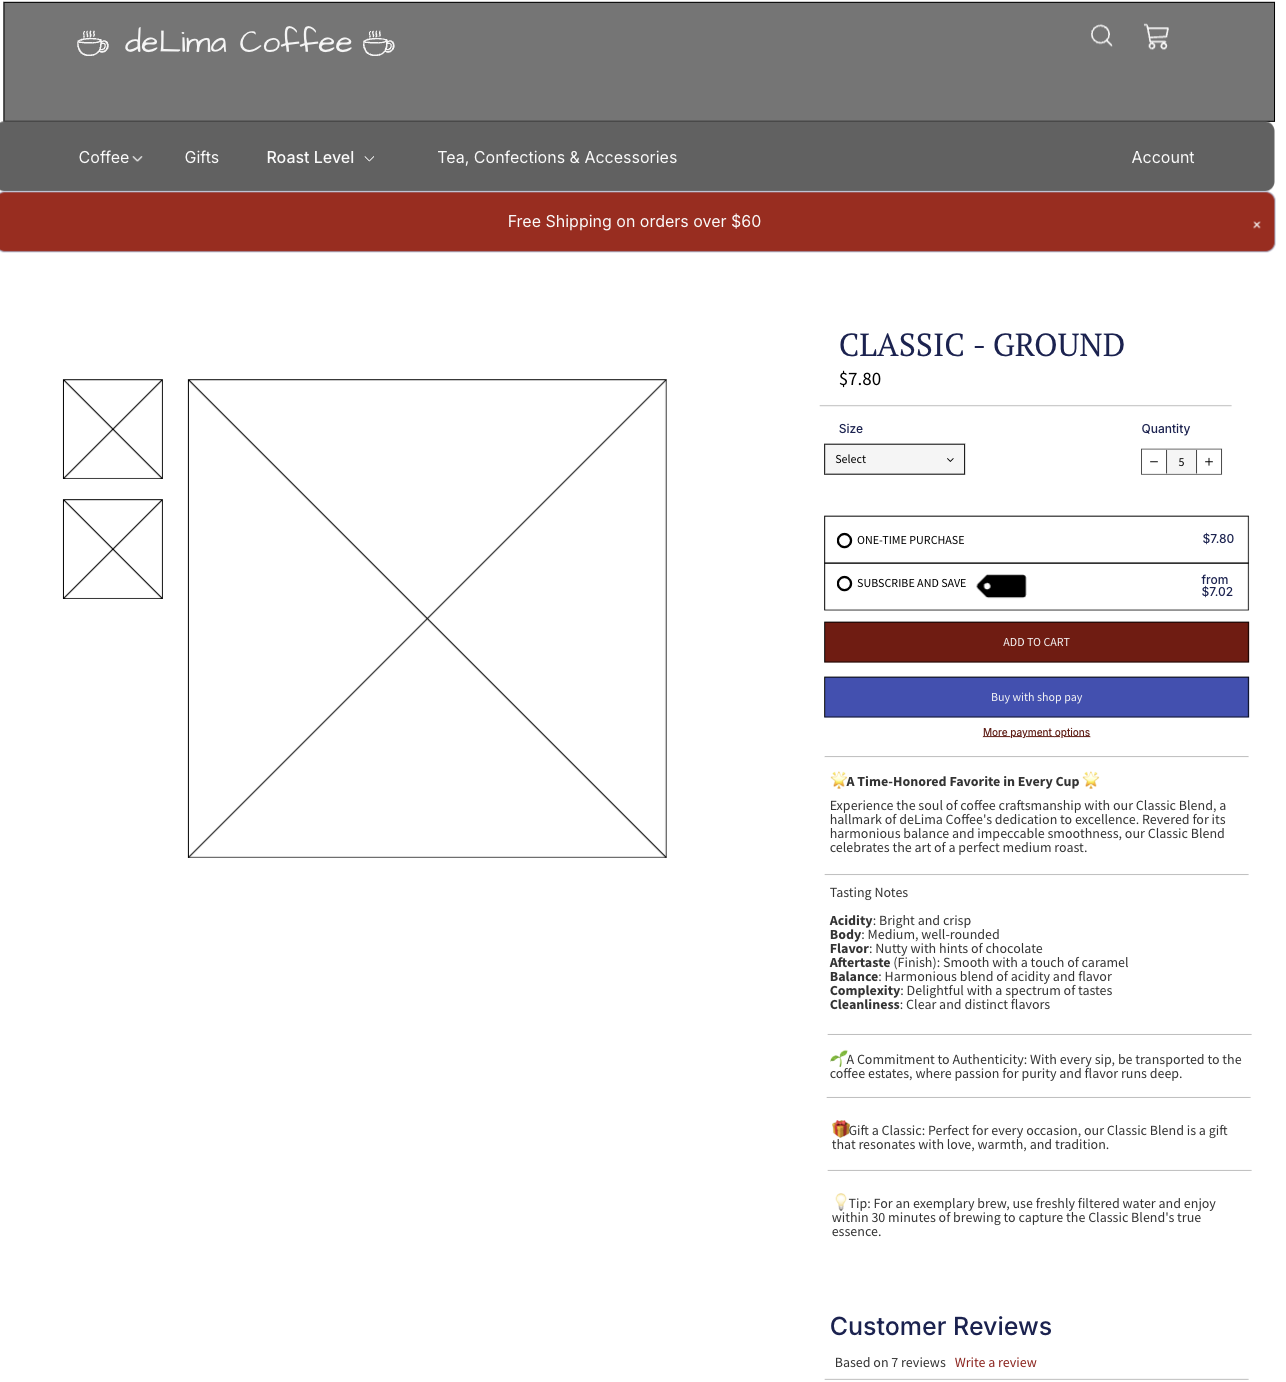 deLima Coffee
Coffee
Gifts
Roast Level
Tea, Confections & Accessories
Account
Free Shipping on orders over $60
×
CLASSIC - GROUND
$7.80
Size
Quantity
Select
− 5 +
ONE-TIME PURCHASE
$7.80
SUBSCRIBE AND SAVE
from
$7.02
ADD TO CART
Buy with shop pay
More payment options
🌟A Time-Honored Favorite in Every Cup 🌟
Experience the soul of coffee craftsmanship with our Classic Blend, a
hallmark of deLima Coffee's dedication to excellence. Revered for its
harmonious balance and impeccable smoothness, our Classic Blend
celebrates the art of a perfect medium roast.
Tasting Notes
Acidity: Bright and crisp
Body: Medium, well-rounded
Flavor: Nutty with hints of chocolate
Aftertaste (Finish): Smooth with a touch of caramel
Balance: Harmonious blend of acidity and flavor
Complexity: Delightful with a spectrum of tastes
Cleanliness: Clear and distinct flavors
🌱A Commitment to Authenticity: With every sip, be transported to the
coffee estates, where passion for purity and flavor runs deep.
🎁Gift a Classic: Perfect for every occasion, our Classic Blend is a gift
that resonates with love, warmth, and tradition.
💡Tip: For an exemplary brew, use freshly filtered water and enjoy
within 30 minutes of brewing to capture the Classic Blend's true
essence.
Customer Reviews
Based on 7 reviews Write a review